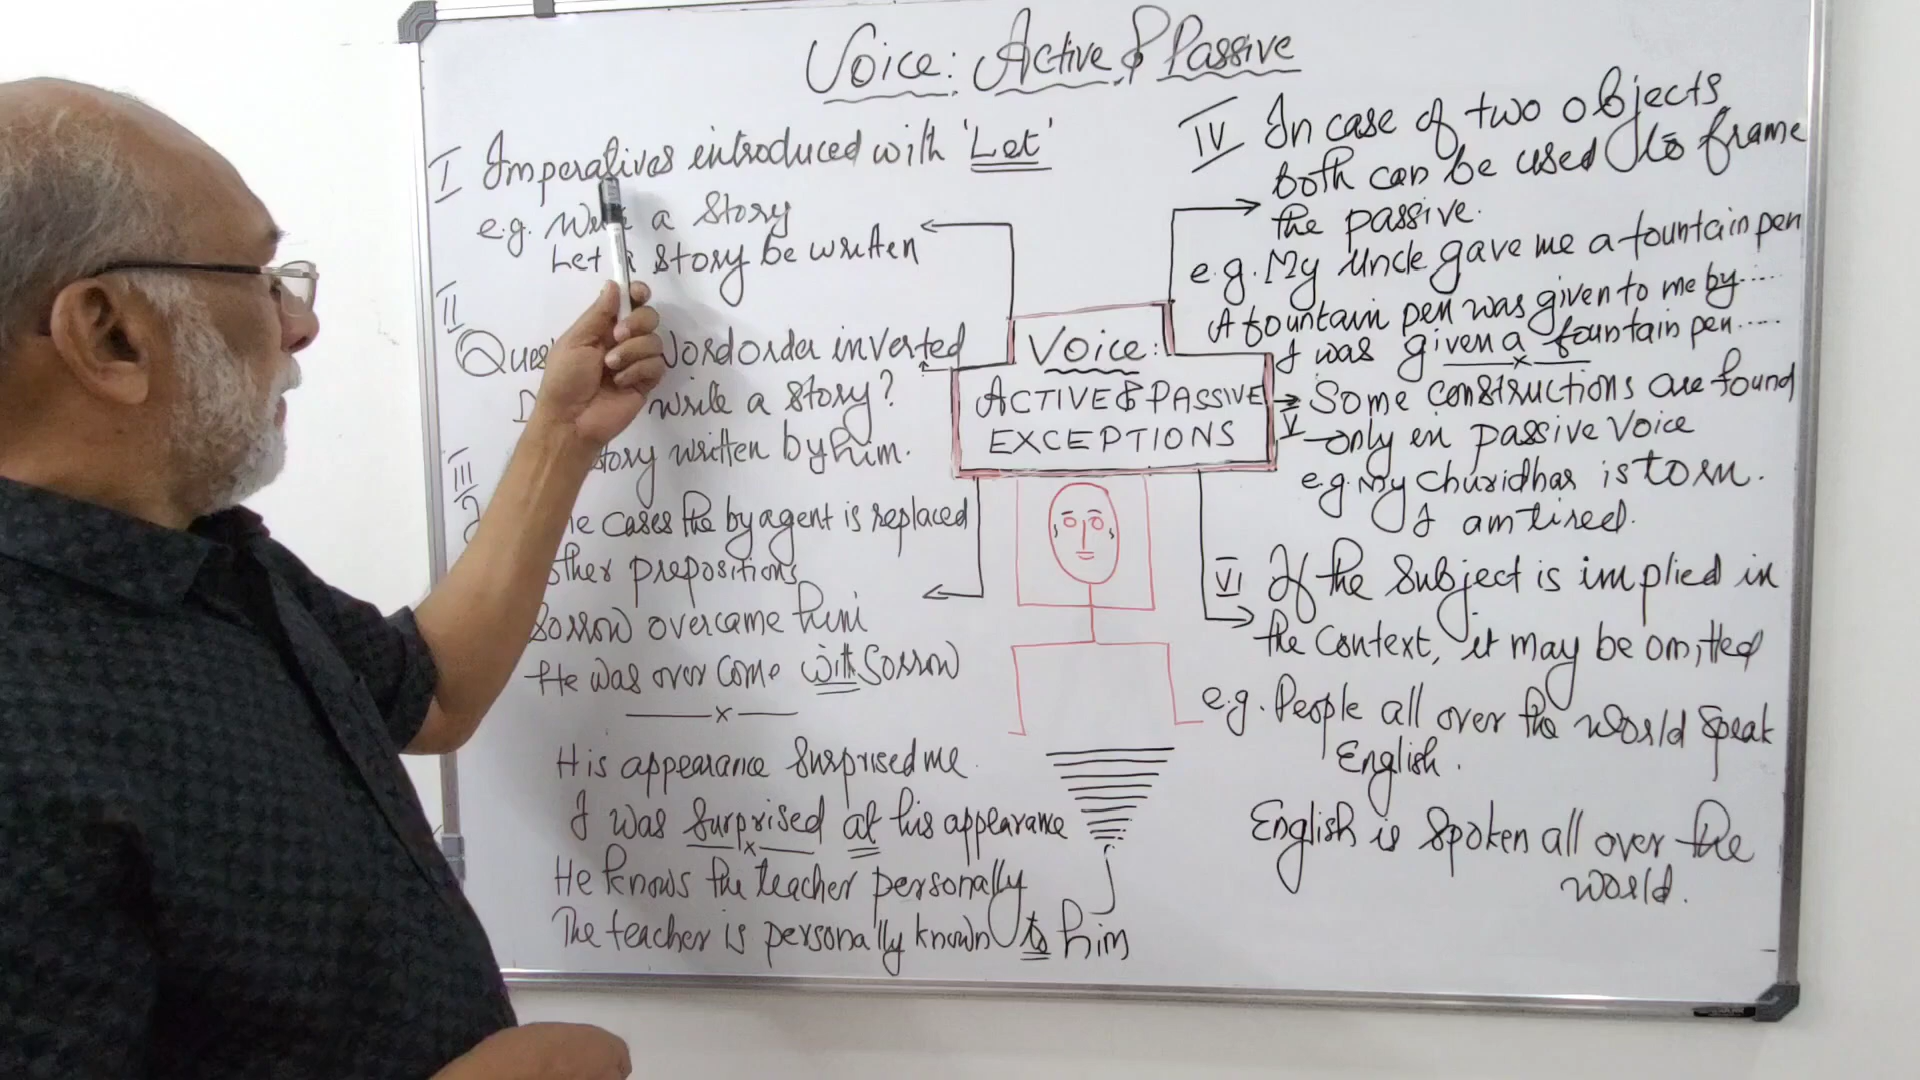 Voice: Active & Passive
I Imperatives introduced with 'Let'
e.g. Write a Story
Let a Story be written
II
Word order inverted
write a story?
story written by him.
III
cases the by agent is replaced
other prepositions
Sorrow overcame him
He was over come with Sorrow
x
His appearance Surprised me
I was Surprised at his appearance
x
He knows the teacher personally
The teacher is personally known to him
Voice:
ACTIVE & PASSIVE
EXCEPTIONS
IV In case of two objects
both can be used to frame
the passive.
e.g. My Uncle gave me a fountain pen
A fountain pen was given to me by.....
I was given a fountain pen.....
x
V Some constructions are found
only in passive Voice
e.g. My Churidhar is torn.
I am tired.
VI If the Subject is implied in
the Context, it may be omitted
e.g. People all over the world Speak
English.
English is Spoken all over the
world.